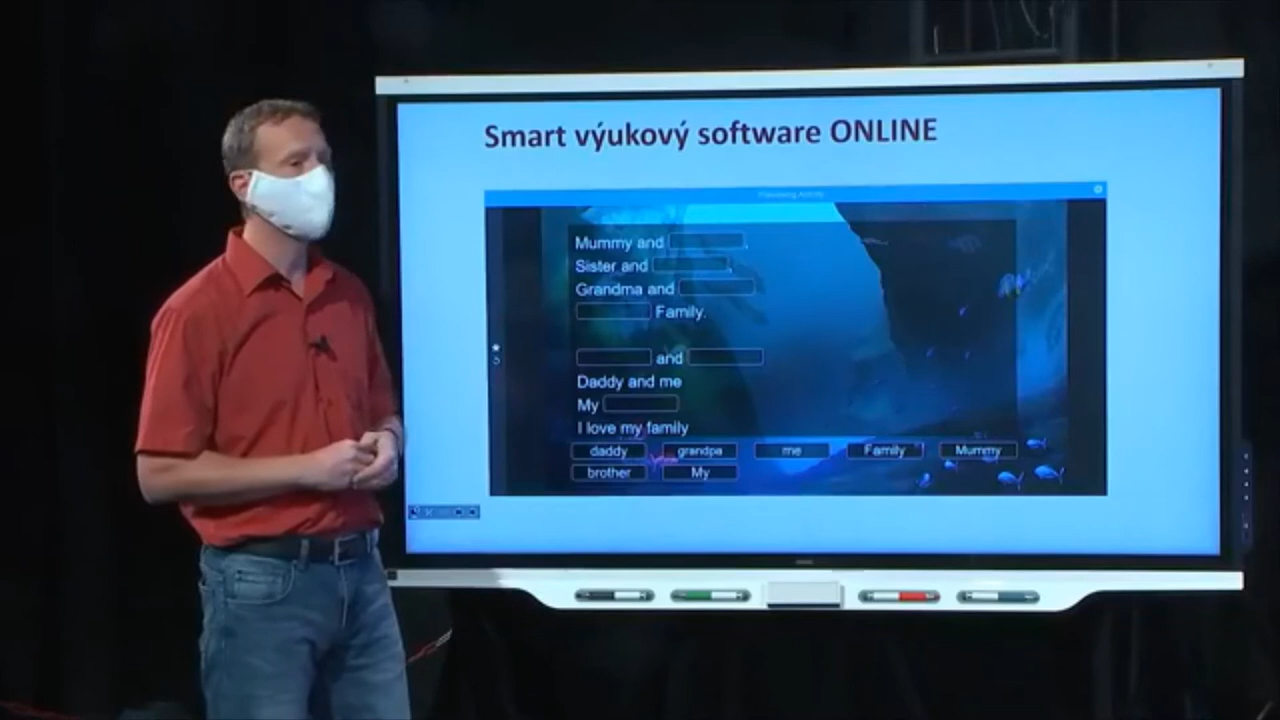 Smart výukový software ONLINE
Mummy and
Sister and
Grandma and
Family.
and
Daddy and me
My
I love my family
daddy grandpa me Family Mummy
brother My